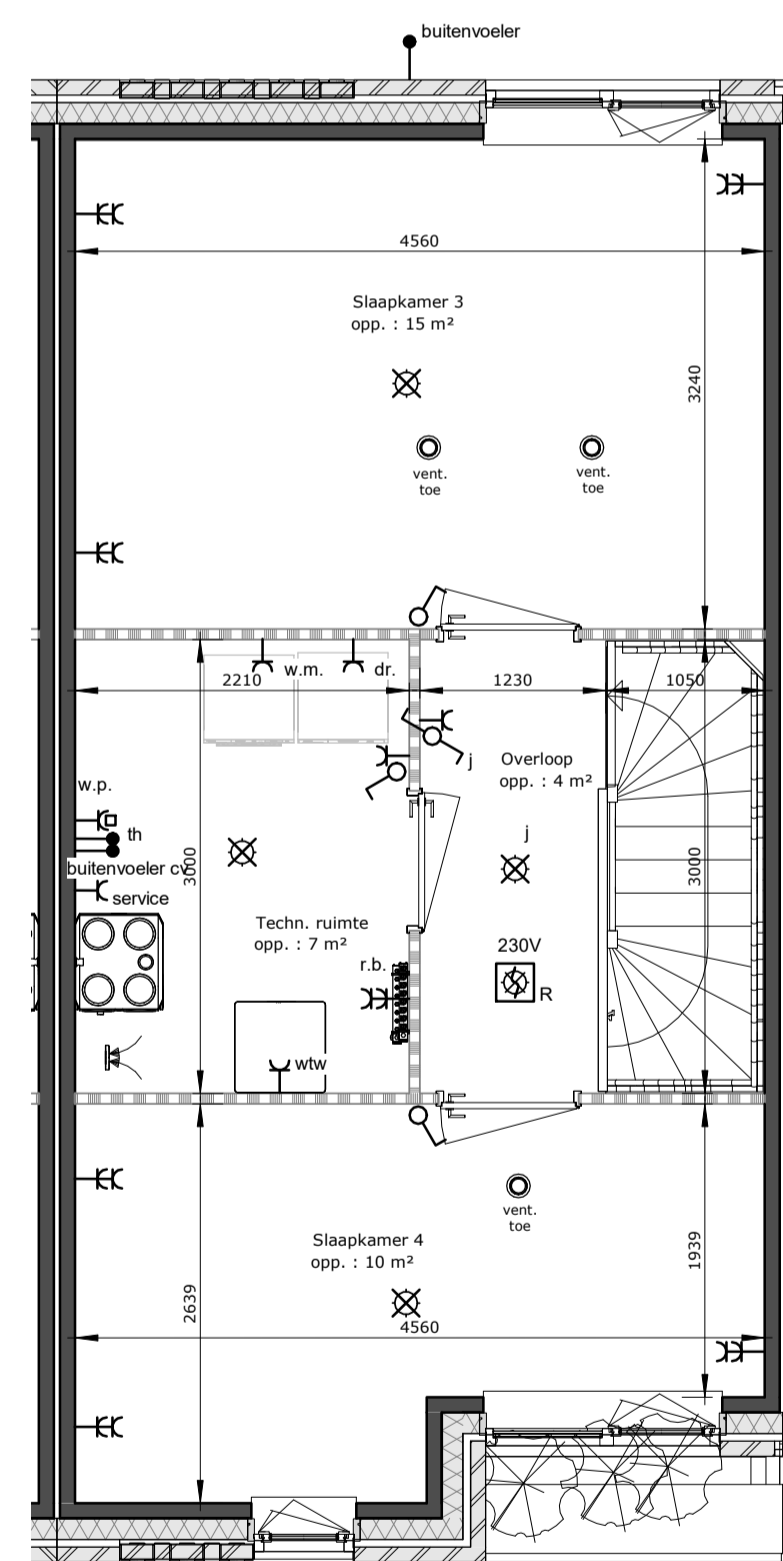 buitenvoeler
4560
Slaapkamer 3
opp. : 15 m²
3240
vent.
toe
vent.
toe
2210
w.m.
dr.
1230
1050
j
Overloop
opp. : 4 m²
w.p.
th
j
buitenvoeler cv
3000
3000
service
Techn. ruimte
opp. : 7 m²
230V
r.b.
R
wtw
vent.
toe
Slaapkamer 4
opp. : 10 m²
1939
2639
4560